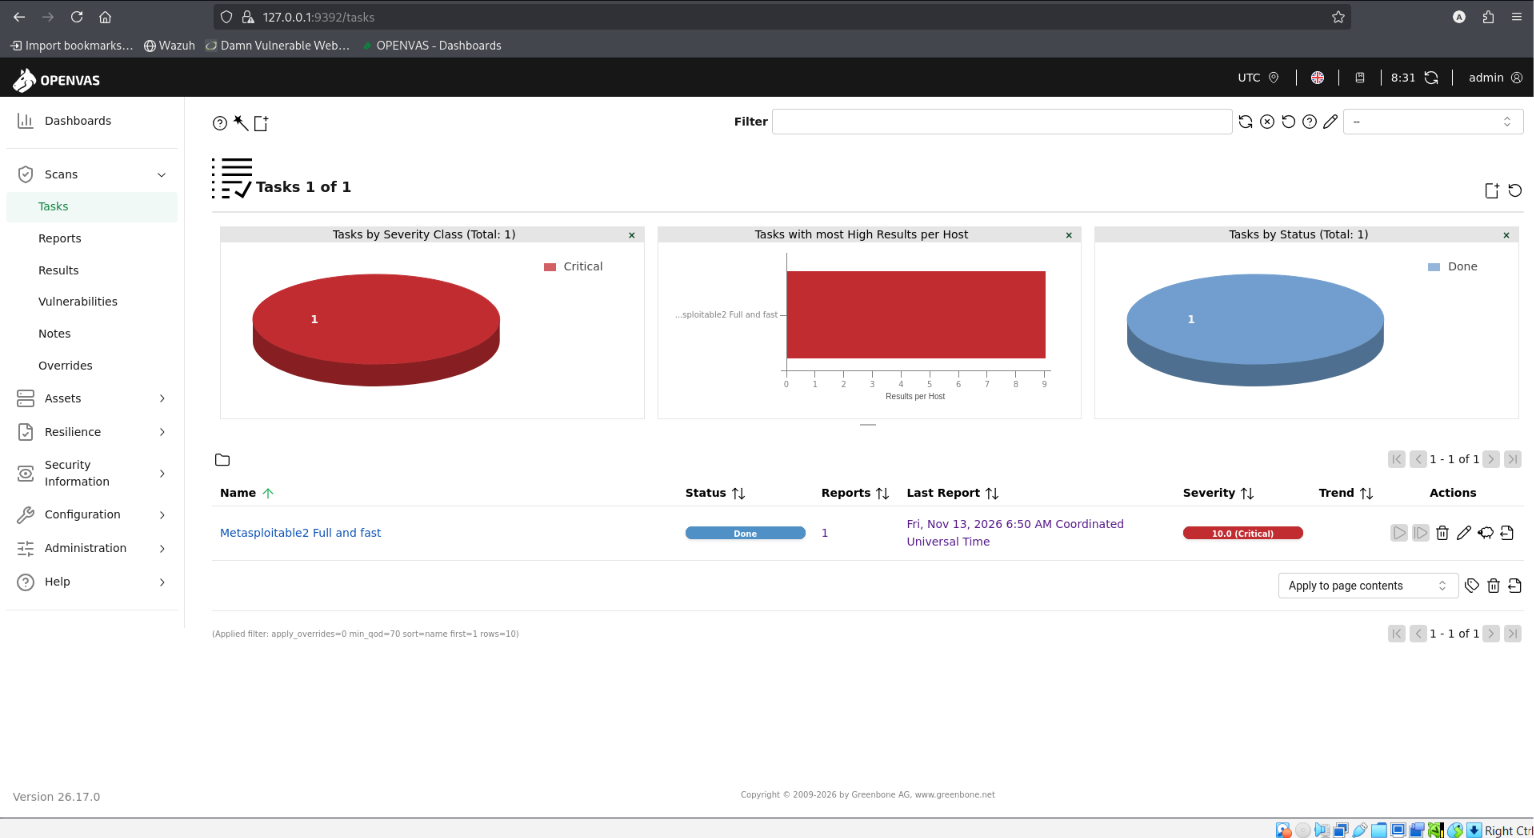 127.0.0.1:9392/tasks
Import bookmarks... Wazuh Damn Vulnerable Web... OPENVAS - Dashboards
OPENVAS
UTC 8:31 admin
Dashboards
Scans
Tasks
Reports
Results
Vulnerabilities
Notes
Overrides
Assets
Resilience
Security
Information
Configuration
Administration
Help
Version 26.17.0
Filter --
Tasks 1 of 1
Tasks by Severity Class (Total: 1)
Critical
1
Tasks with most High Results per Host
...sploitable2 Full and fast
0 1 2 3 4 5 6 7 8 9
Results per Host
Tasks by Status (Total: 1)
Done
1
1 - 1 of 1
Name Status Reports Last Report Severity Trend Actions
Metasploitable2 Full and fast Done 1 Fri, Nov 13, 2026 6:50 AM Coordinated 10.0 (Critical)
Universal Time
Apply to page contents
(Applied filter: apply_overrides=0 min_qod=70 sort=name first=1 rows=10)
1 - 1 of 1
Copyright © 2009-2026 by Greenbone AG, www.greenbone.net
Right Ctrl